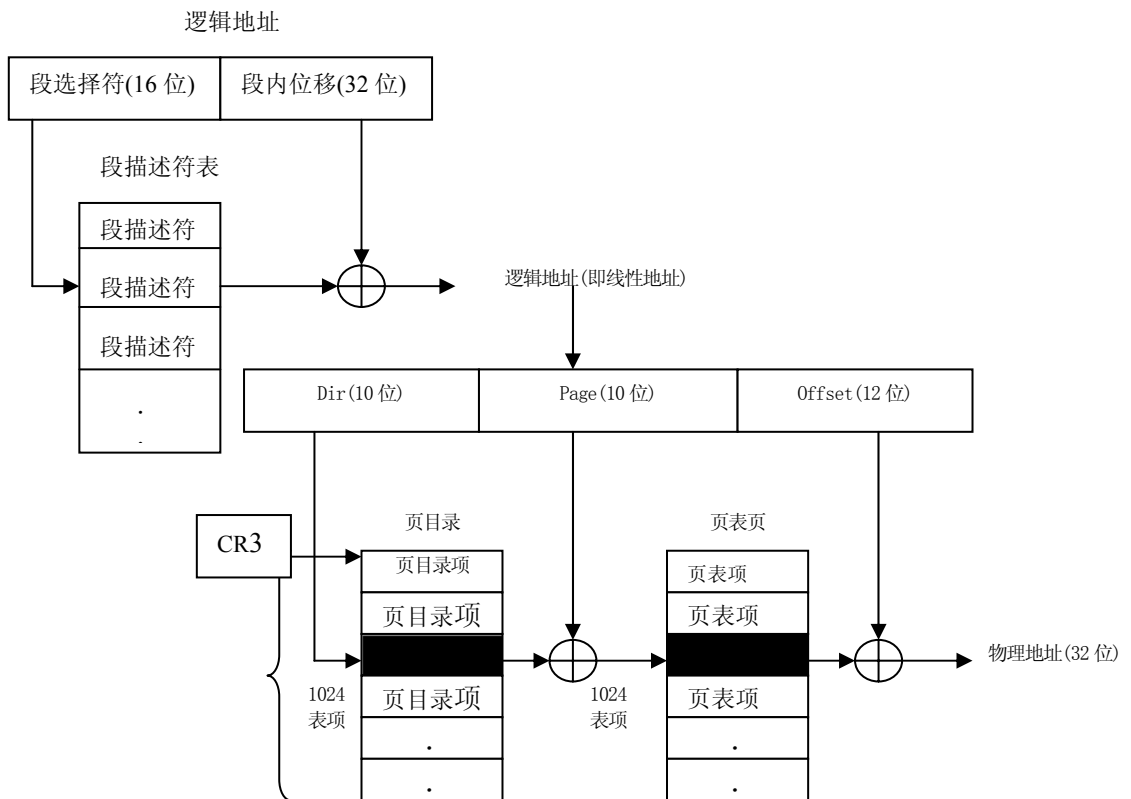 逻辑地址
段选择符(16 位)
段内位移(32 位)
段描述符表
段描述符
段描述符
段描述符
.
.
逻辑地址(即线性地址)
Dir(10 位)
Page(10 位)
Offset(12 位)
CR3
页目录
页目录项
页目录项
页目录项
.
.
1024
表项
页表页
页表项
页表项
页表项
.
.
1024
表项
物理地址(32 位)